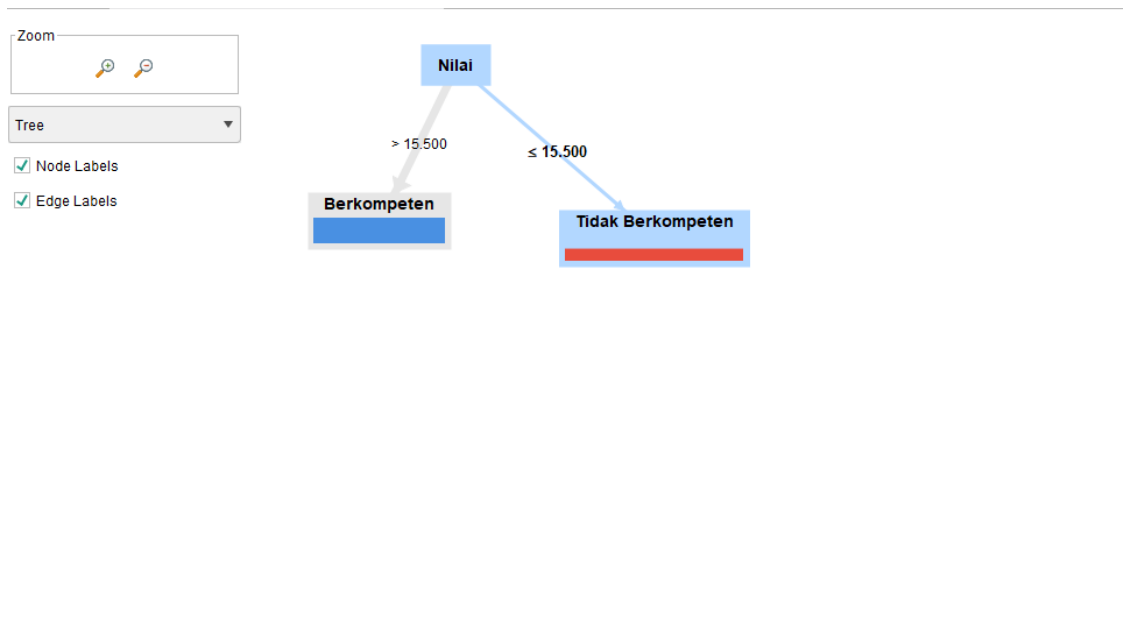 Zoom
Tree
Node Labels
Edge Labels
Nilai
> 15.500
≤ 15.500
Berkompeten
Tidak Berkompeten